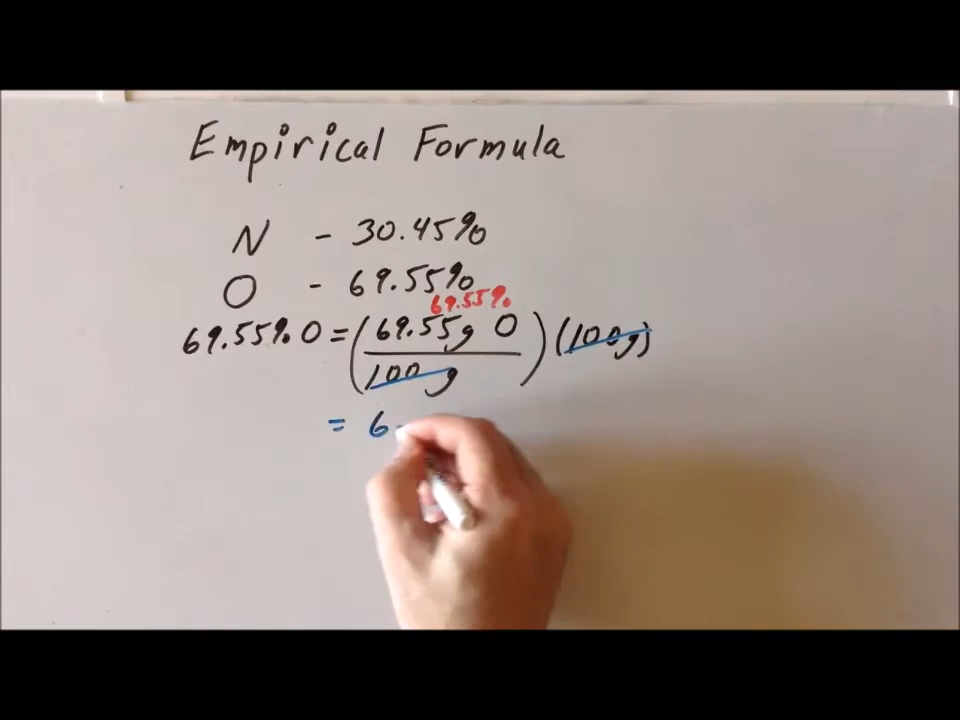 Empirical Formula
N - 30.45%
O - 69.55%
69.55%
69.55% O = (69.55g O / 100g) (100g)
= 6